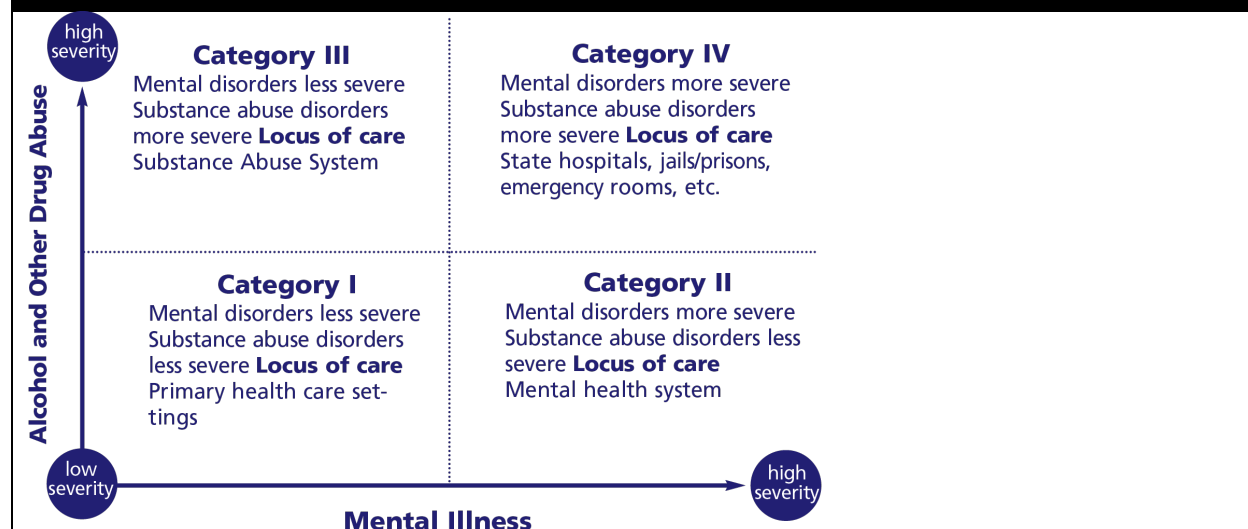 high
severity
Category III
Mental disorders less severe
Substance abuse disorders
more severe Locus of care
Substance Abuse System
Category IV
Mental disorders more severe
Substance abuse disorders
more severe Locus of care
State hospitals, jails/prisons,
emergency rooms, etc.
Alcohol and Other Drug Abuse
Category I
Mental disorders less severe
Substance abuse disorders
less severe Locus of care
Primary health care set-
tings
Category II
Mental disorders more severe
Substance abuse disorders less
severe Locus of care
Mental health system
low
severity
high
severity
Mental Illness